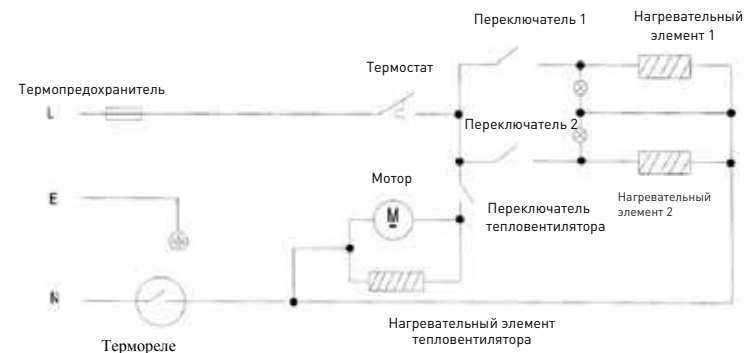 Переключатель 1
Нагревательный
элемент 1
Термостат
Термопредохранитель
L
Переключатель 2
Мотор
E
M
Переключатель
тепловентилятора
Нагревательный
элемент 2
N
Нагревательный элемент
тепловентилятора
Термореле